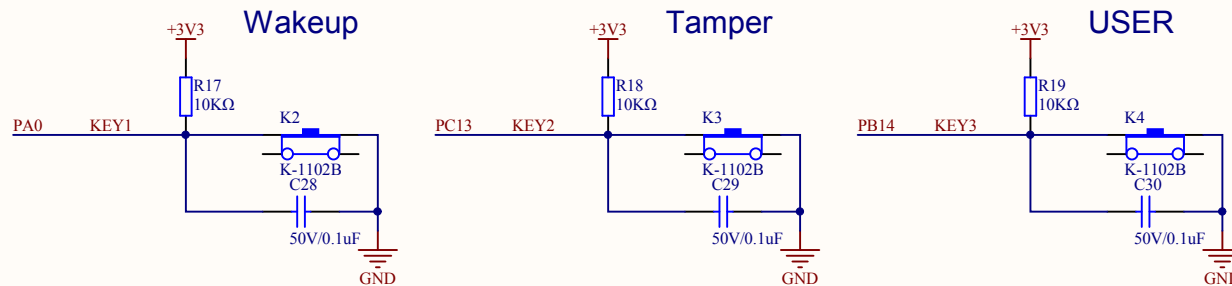 Wakeup
+3V3
R17
10KΩ
PA0
KEY1
K2
K-1102B
C28
50V/0.1uF
GND
Tamper
+3V3
R18
10KΩ
PC13
KEY2
K3
K-1102B
C29
50V/0.1uF
GND
USER
+3V3
R19
10KΩ
PB14
KEY3
K4
K-1102B
C30
50V/0.1uF
GND